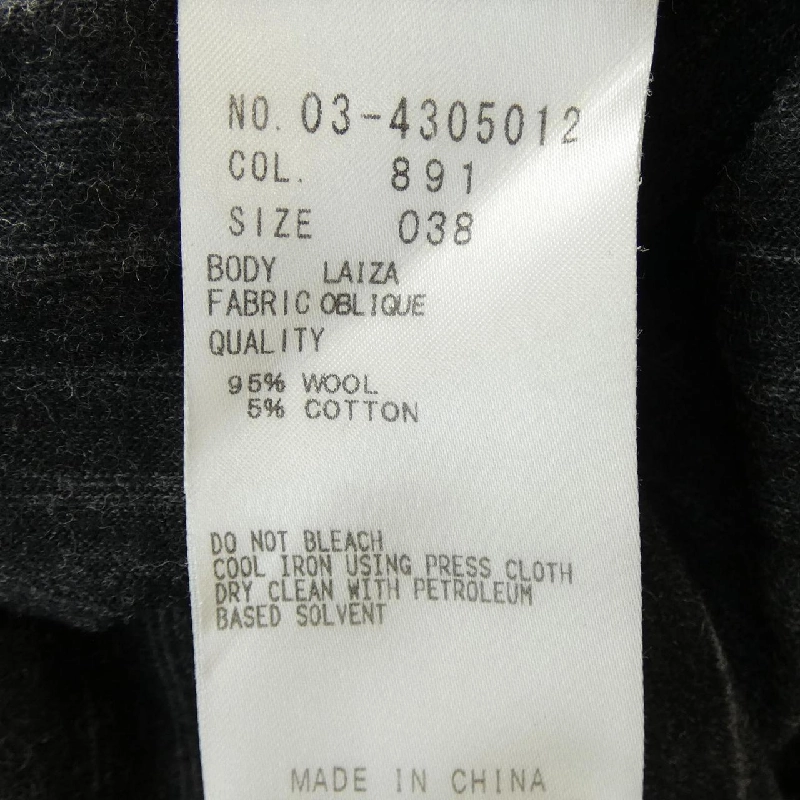 NO. 03-4305012
COL. 891
SIZE 038
BODY LAIZA
FABRIC OBLIQUE
QUALITY
95% WOOL
5% COTTON
DO NOT BLEACH
COOL IRON USING PRESS CLOTH
DRY CLEAN WITH PETROLEUM
BASED SOLVENT
MADE IN CHINA